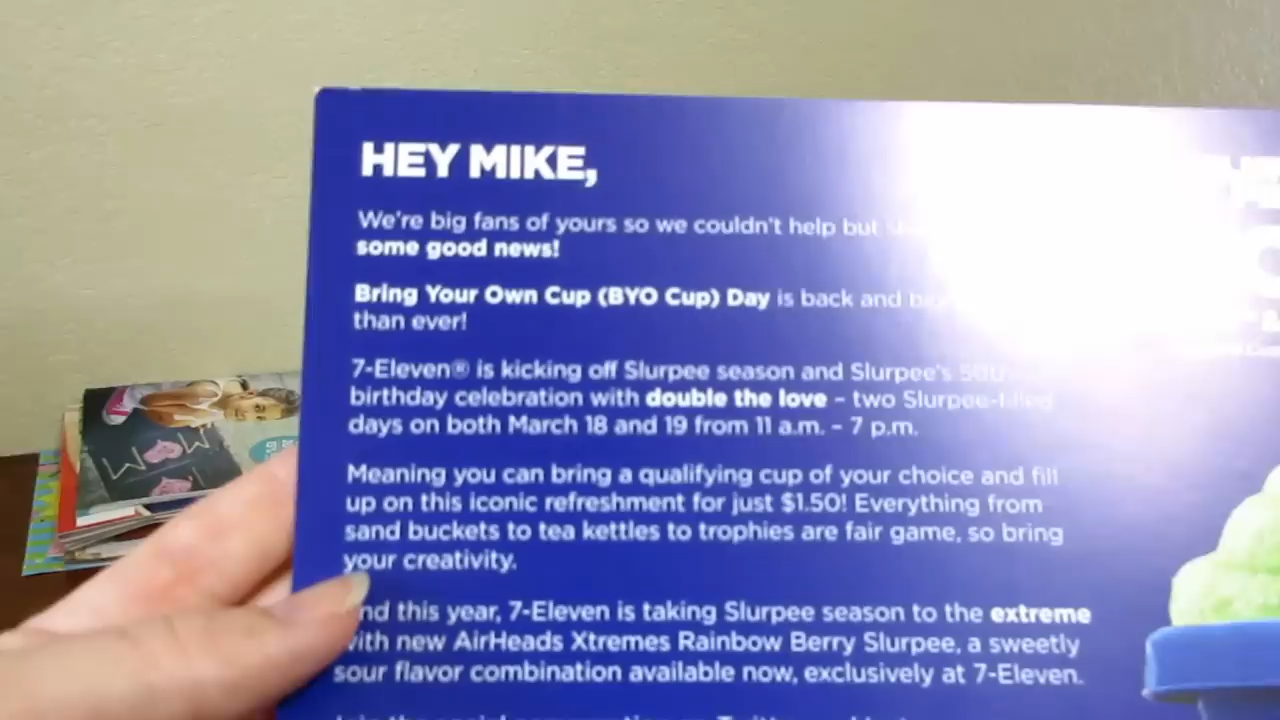 HEY MIKE,
We're big fans of yours so we couldn't help but
some good news!
Bring Your Own Cup (BYO Cup) Day is back and
than ever!
7-Eleven® is kicking off Slurpee season and Slurpee's
birthday celebration with double the love – two Slurpee-filled
days on both March 18 and 19 from 11 a.m. – 7 p.m.
Meaning you can bring a qualifying cup of your choice and fill
up on this iconic refreshment for just $1.50! Everything from
sand buckets to tea kettles to trophies are fair game, so bring
your creativity.
nd this year, 7-Eleven is taking Slurpee season to the extreme
with new AirHeads Xtremes Rainbow Berry Slurpee, a sweetly
sour flavor combination available now, exclusively at 7-Eleven.